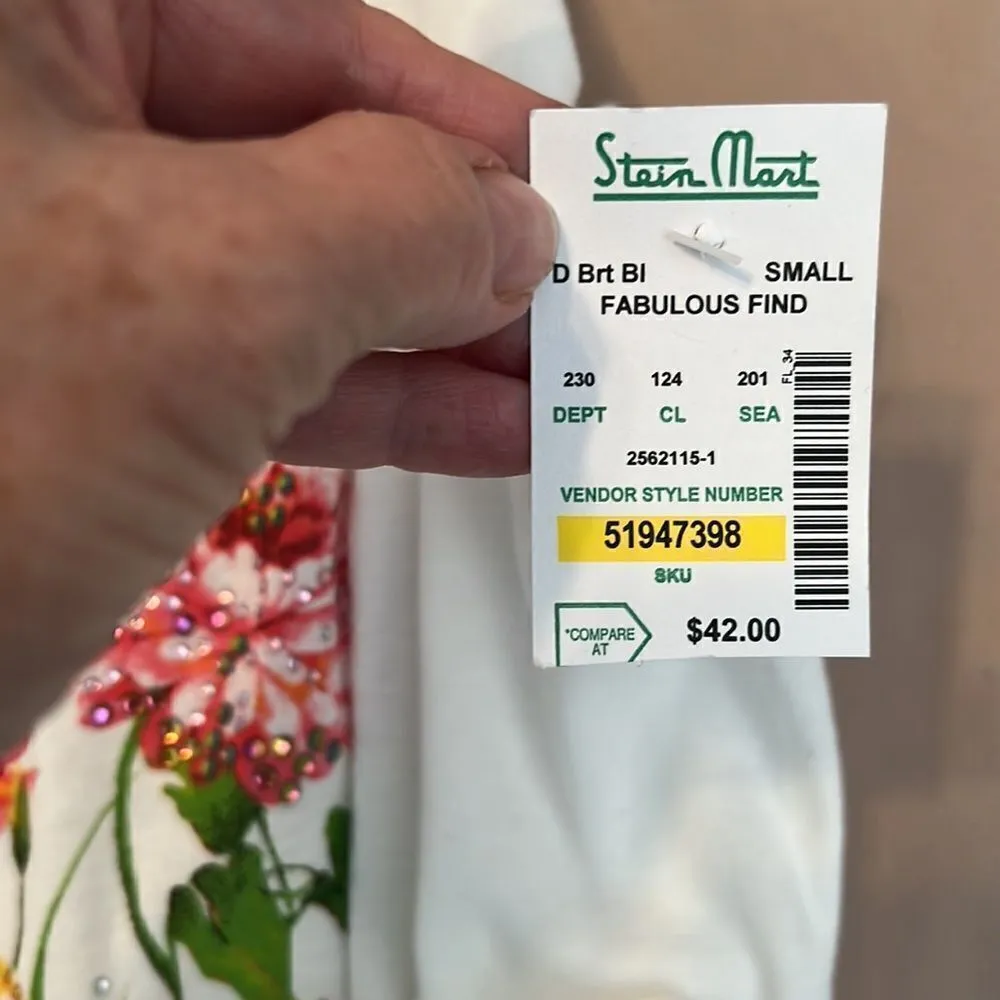 Stein Mart
D Brt Bl SMALL
FABULOUS FIND
230 124 201
DEPT CL SEA
FL_34
2562115-1
VENDOR STYLE NUMBER
51947398
SKU
*COMPARE AT $42.00